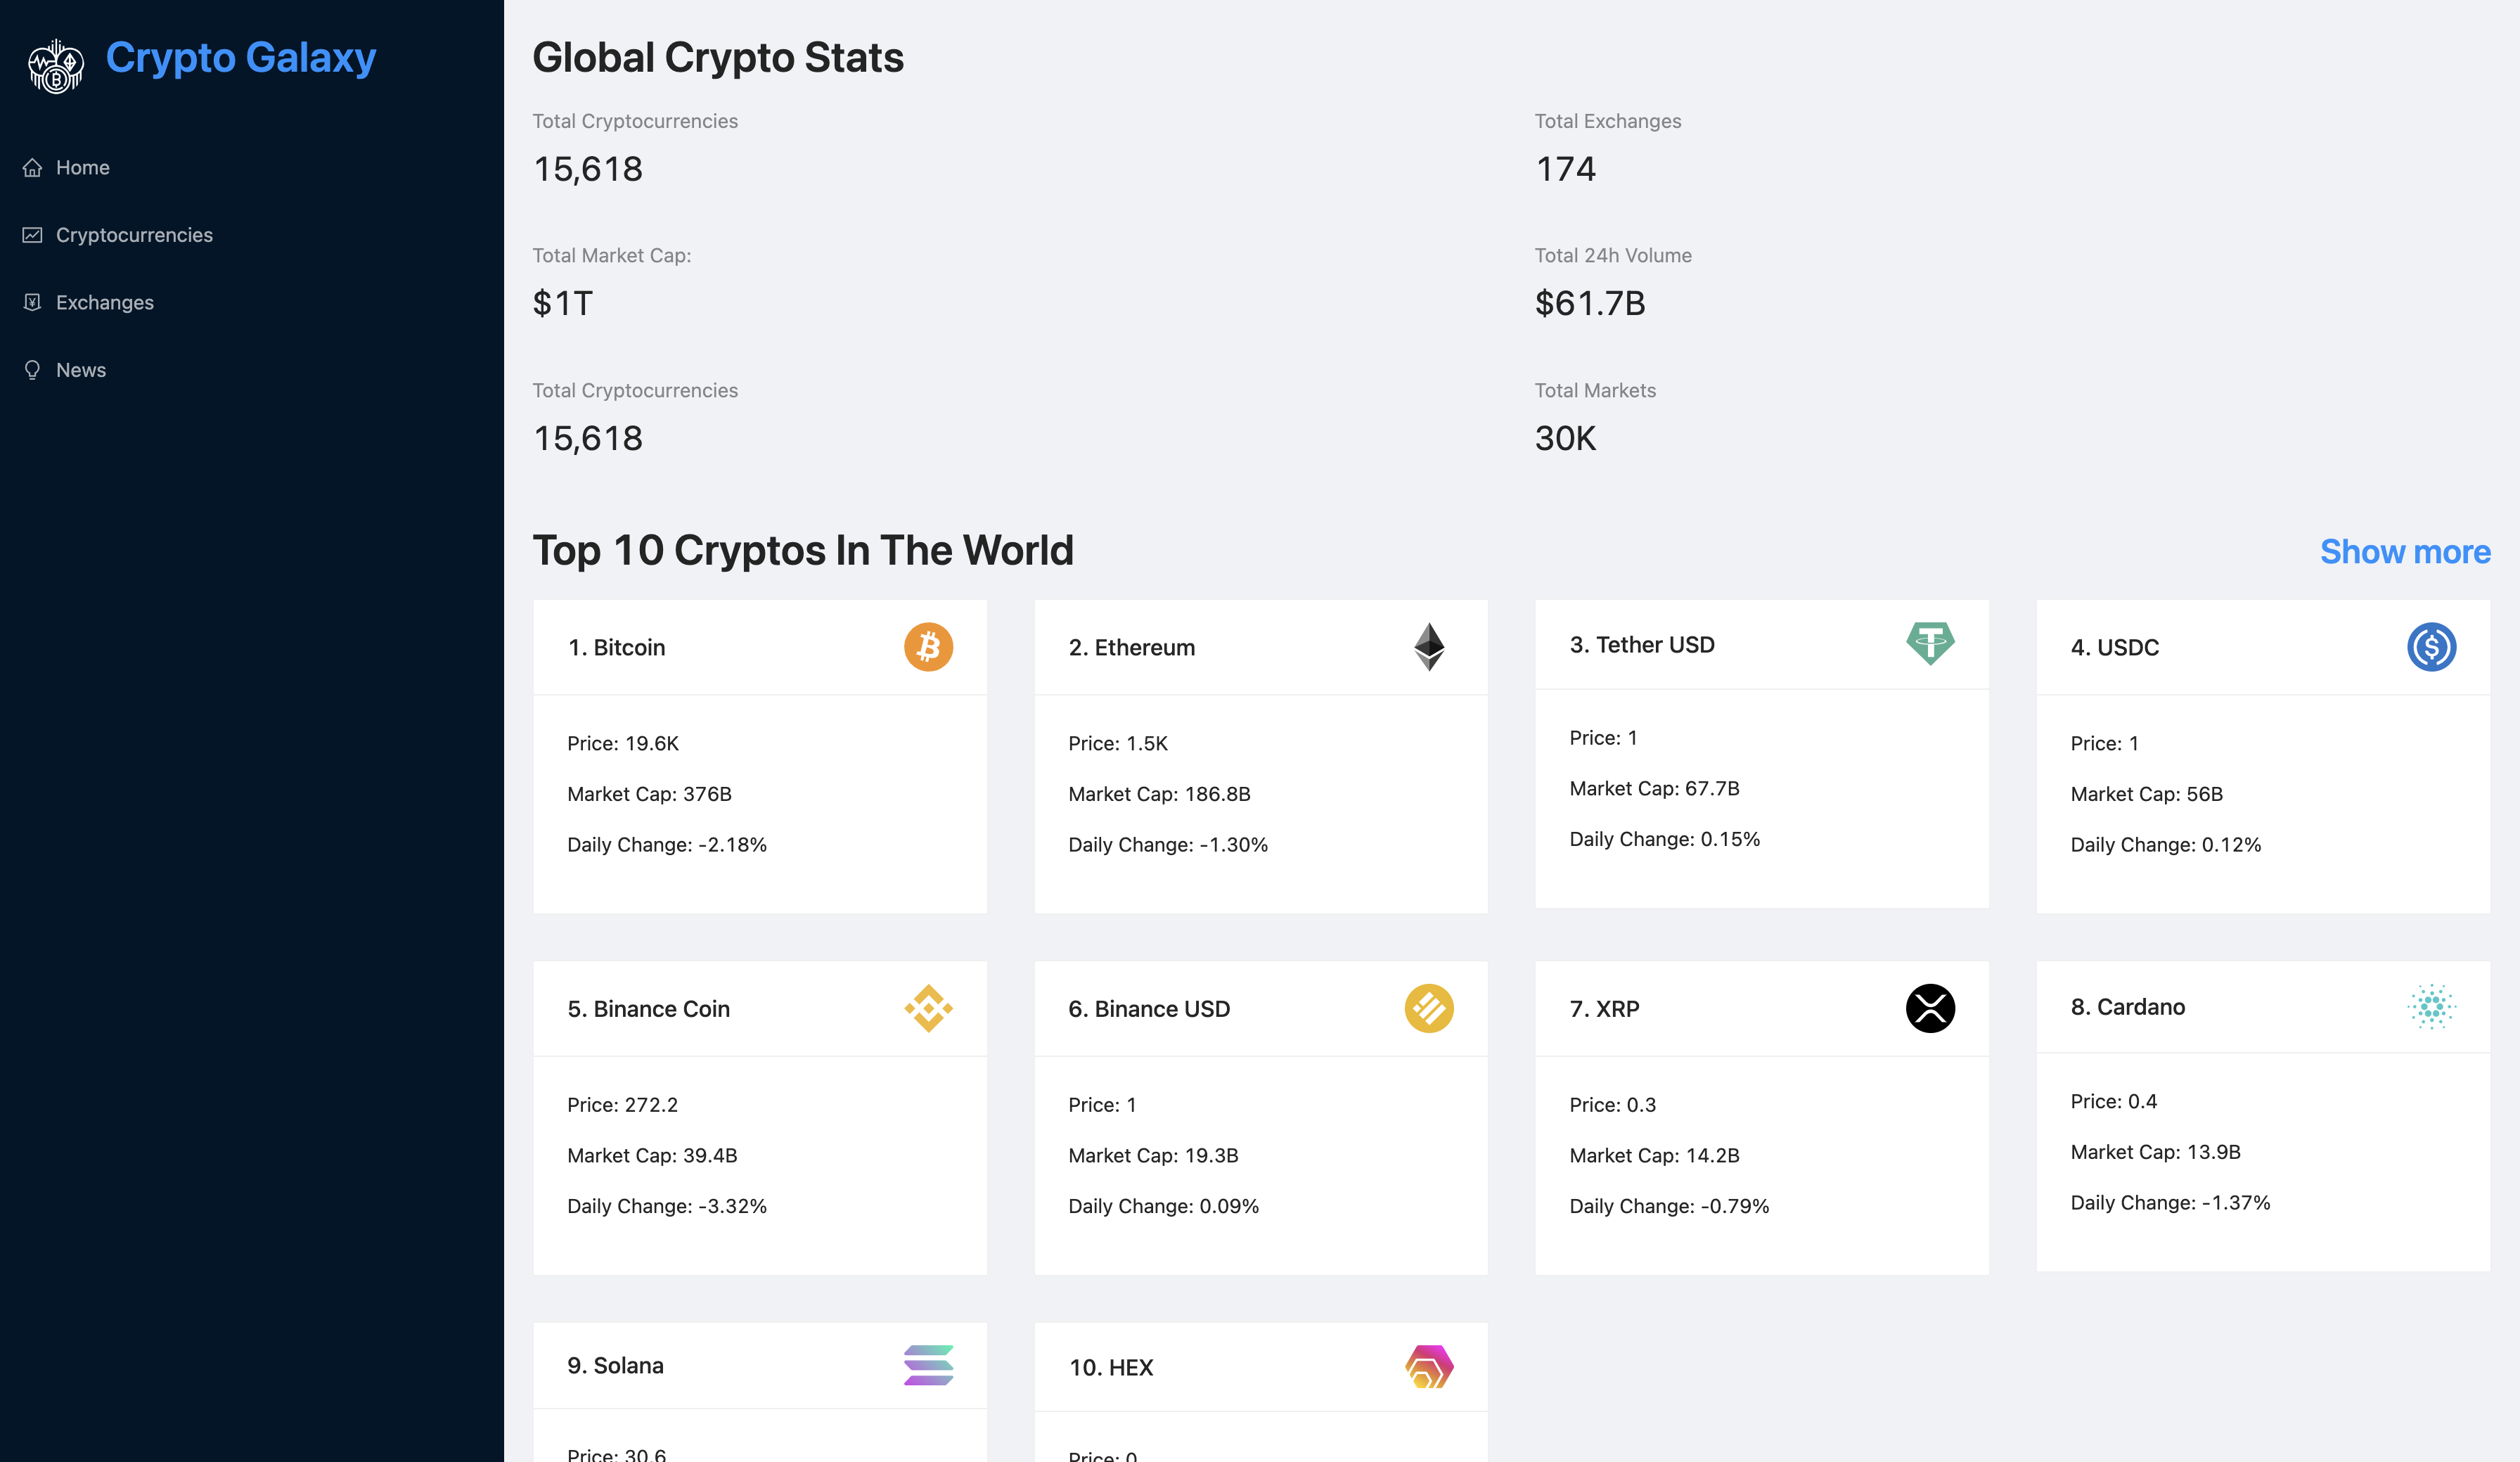 Crypto Galaxy
Home
Cryptocurrencies
Exchanges
News
Global Crypto Stats
Total Cryptocurrencies
15,618
Total Exchanges
174
Total Market Cap:
$1T
Total 24h Volume
$61.7B
Total Cryptocurrencies
15,618
Total Markets
30K
Top 10 Cryptos In The World
Show more
1. Bitcoin
Price: 19.6K
Market Cap: 376B
Daily Change: -2.18%
2. Ethereum
Price: 1.5K
Market Cap: 186.8B
Daily Change: -1.30%
3. Tether USD
Price: 1
Market Cap: 67.7B
Daily Change: 0.15%
4. USDC
Price: 1
Market Cap: 56B
Daily Change: 0.12%
5. Binance Coin
Price: 272.2
Market Cap: 39.4B
Daily Change: -3.32%
6. Binance USD
Price: 1
Market Cap: 19.3B
Daily Change: 0.09%
7. XRP
Price: 0.3
Market Cap: 14.2B
Daily Change: -0.79%
8. Cardano
Price: 0.4
Market Cap: 13.9B
Daily Change: -1.37%
9. Solana
Price: 30.6
10. HEX
Price: 0